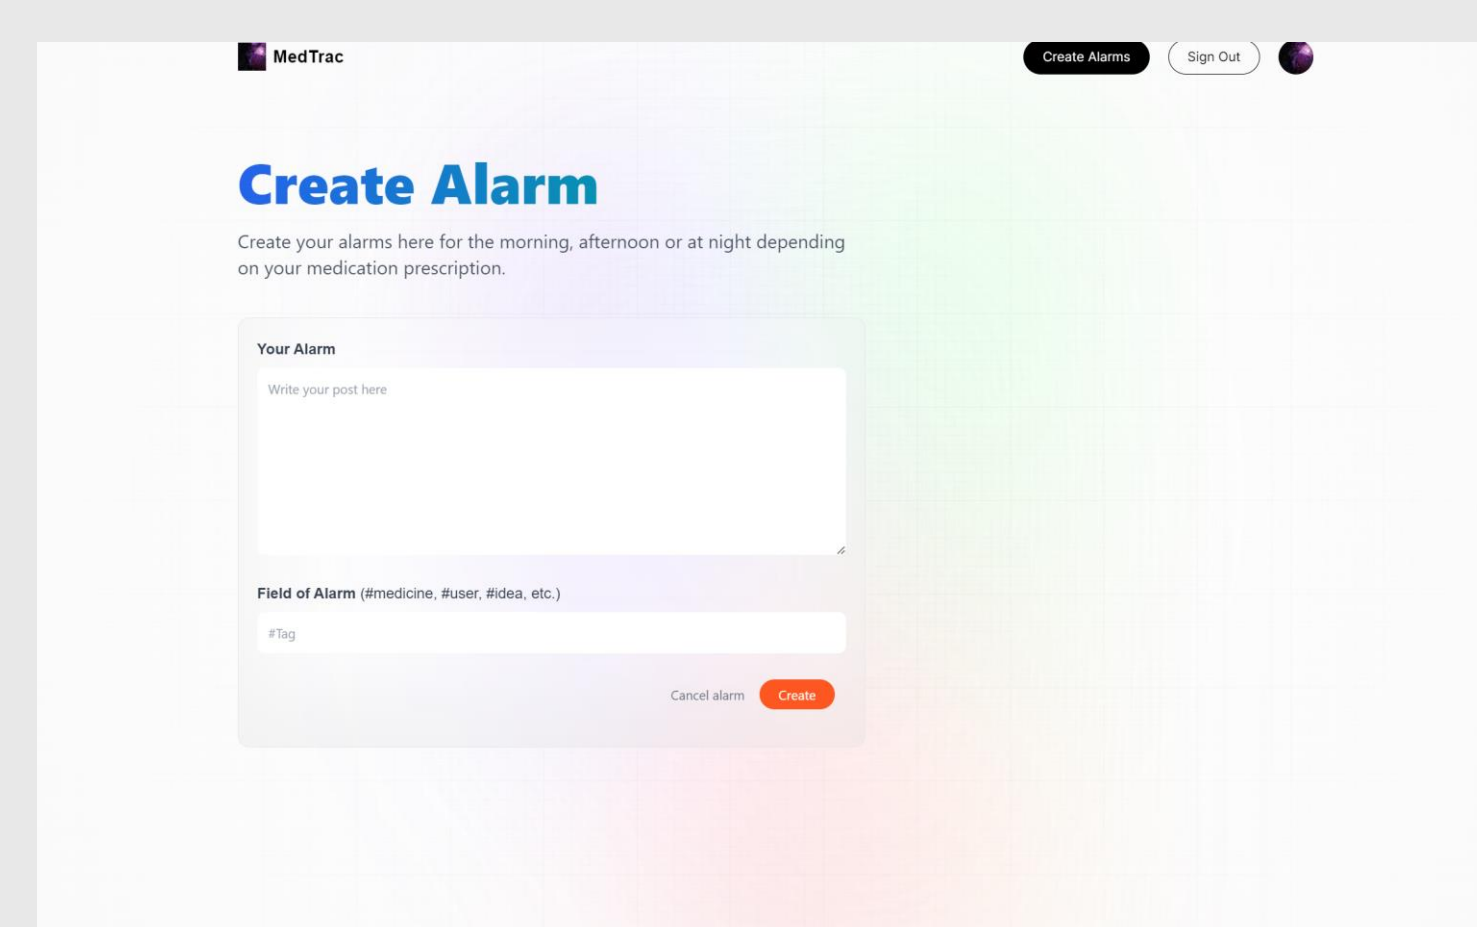 MedTrac
Create Alarms
Sign Out
Create Alarm
Create your alarms here for the morning, afternoon or at night depending
on your medication prescription.
Your Alarm
Write your post here
Field of Alarm (#medicine, #user, #idea, etc.)
#Tag
Cancel alarm
Create